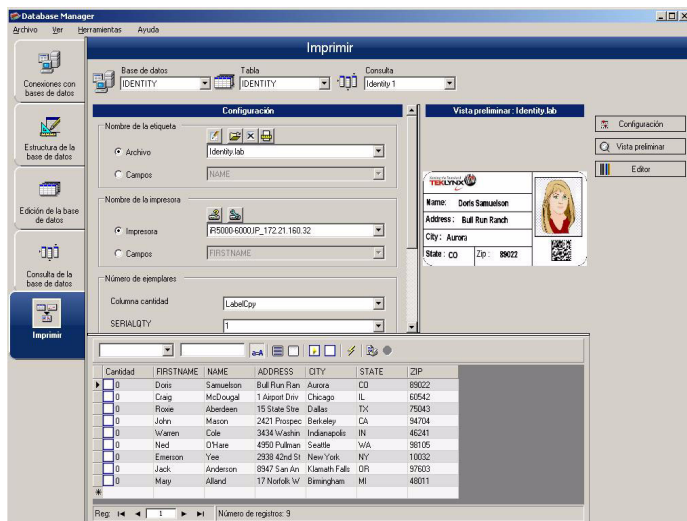 Database Manager
Archivo Ver Herramientas Ayuda
Imprimir
Conexiones con bases de datos
Estructura de la base de datos
Edición de la base de datos
Consulta de la base de datos
Imprimir
Base de datos Tabla Consulta
IDENTITY IDENTITY Identity 1
Configuración
Nombre de la etiqueta
Archivo Identity.lab
Campos NAME
Nombre de la impresora
Impresora iR5000-6000JP_172.21.160.32
Campos FIRSTNAME
Número de ejemplares
Columna cantidad LabelCpy
SERIALQTY 1
Vista preliminar : Identity.lab
TEKLYNX
Name: Doris Samuelson
Address : Bull Run Ranch
City : Aurora
State : CO Zip : 89022
Configuración
Vista preliminar
Editor
a=A
Cantidad FIRSTNAME NAME ADDRESS CITY STATE ZIP
0 Doris Samuelson Bull Run Ran Aurora CO 89022
0 Craig McDougal 1 Airport Driv Chicago IL 60542
0 Roxie Aberdeen 15 State Stre Dallas TX 75043
0 John Mason 2421 Prospec Berkeley CA 94704
0 Warren Cole 3434 Washin Indianapolis IN 46241
0 Ned O'Hare 4950 Pullman Seattle WA 98105
0 Emerson Yee 2938 42nd St New York NY 10032
0 Jack Anderson 8947 San An Klamath Falls OR 97603
0 Mary Alland 17 Norfolk W Birmingham MI 48011
Reg: 1 Número de registros: 9